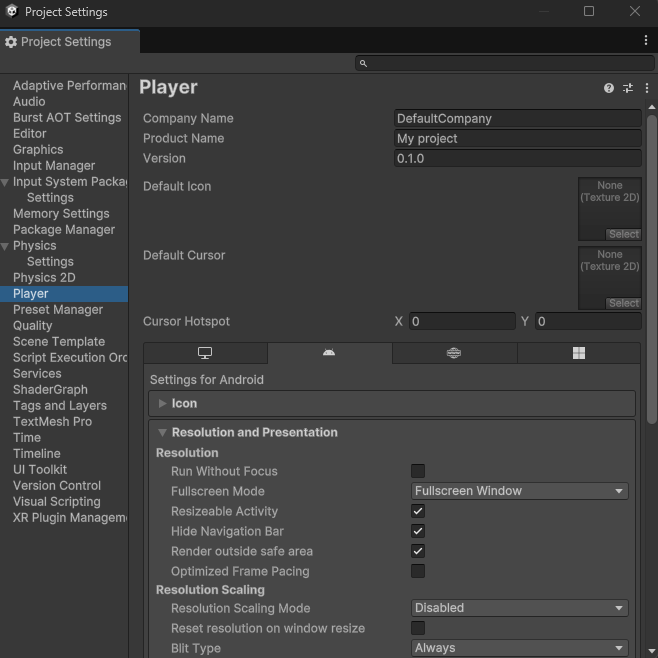 Project Settings
Project Settings
Adaptive Performan
Audio
Burst AOT Settings
Editor
Graphics
Input Manager
Input System Packa
Settings
Memory Settings
Package Manager
Physics
Settings
Physics 2D
Player
Preset Manager
Quality
Scene Template
Script Execution Orc
Services
ShaderGraph
Tags and Layers
TextMesh Pro
Time
Timeline
UI Toolkit
Version Control
Visual Scripting
XR Plugin Managem
Player
Company Name DefaultCompany
Product Name My project
Version 0.1.0
Default Icon None
(Texture 2D)
Select
Default Cursor None
(Texture 2D)
Select
Cursor Hotspot X 0 Y 0
Settings for Android
Icon
Resolution and Presentation
Resolution
Run Without Focus
Fullscreen Mode Fullscreen Window
Resizeable Activity
Hide Navigation Bar
Render outside safe area
Optimized Frame Pacing
Resolution Scaling
Resolution Scaling Mode Disabled
Reset resolution on window resize
Blit Type Always